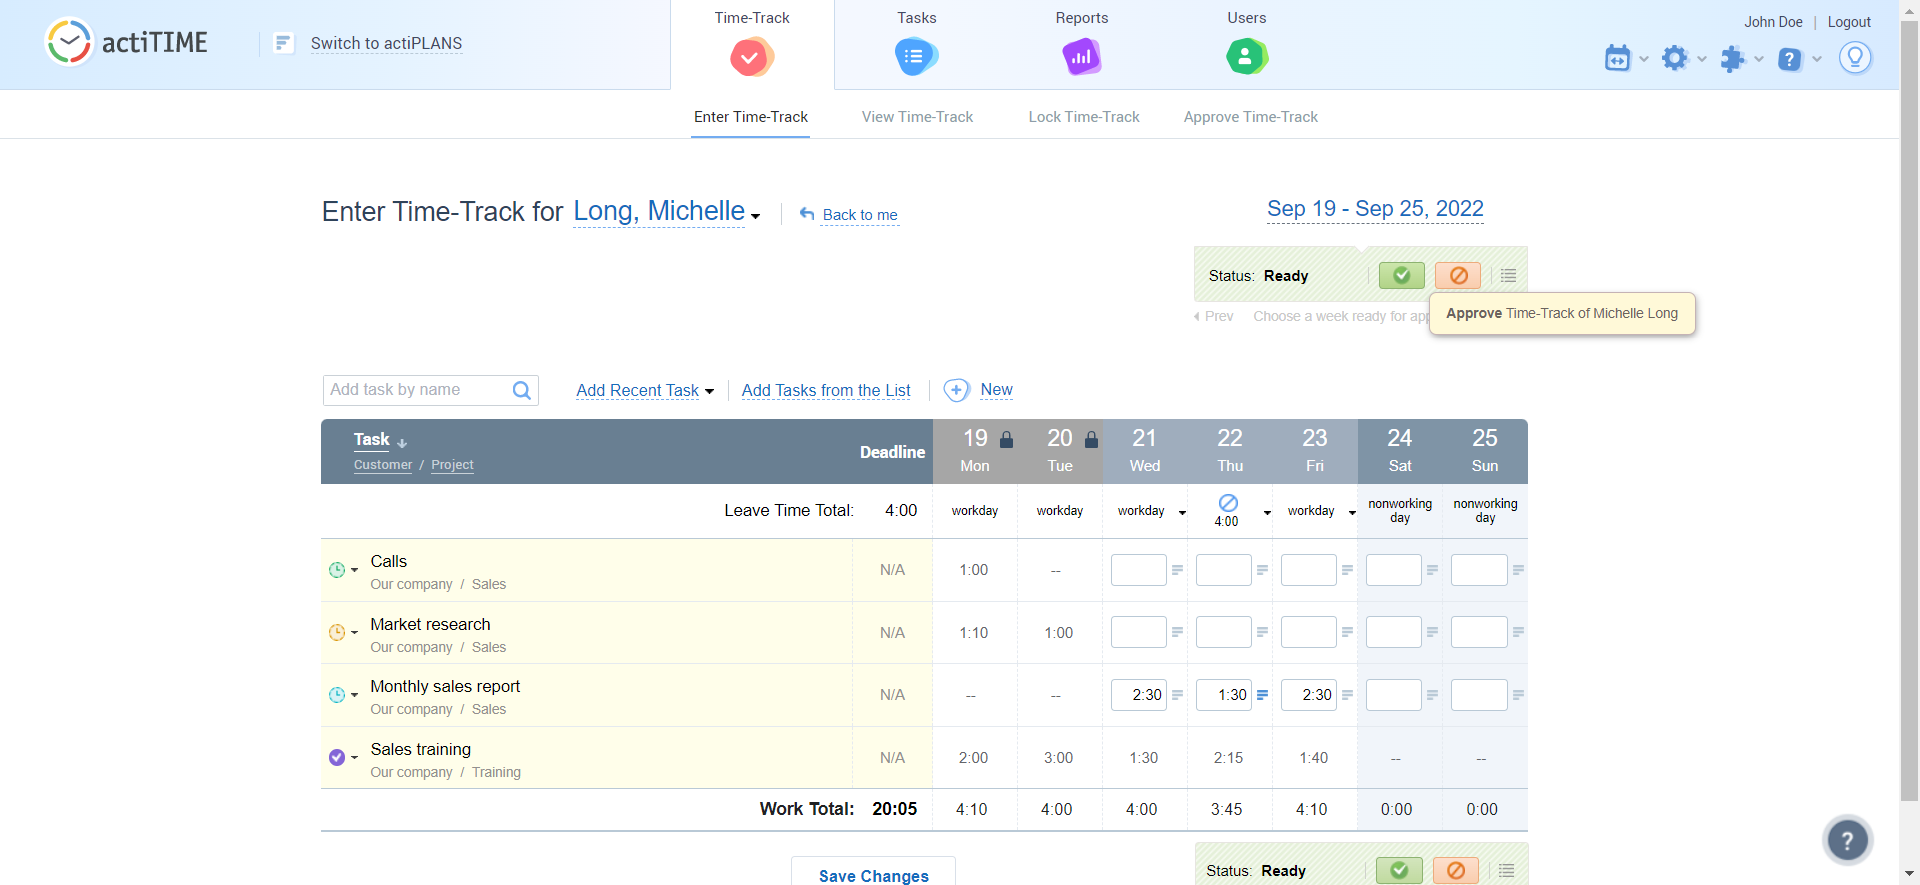 actiTIME
Switch to actiPLANS
Time-Track
Tasks
Reports
Users
John Doe | Logout
Enter Time-Track
View Time-Track
Lock Time-Track
Approve Time-Track
Enter Time-Track for Long, Michelle
Back to me
Sep 19 - Sep 25, 2022
Status: Ready
Prev Choose a week ready for app
Approve Time-Track of Michelle Long
Add task by name
Add Recent Task
Add Tasks from the List
New
Task
Customer / Project
Deadline
19 Mon
20 Tue
21 Wed
22 Thu
23 Fri
24 Sat
25 Sun
Leave Time Total: 4:00 workday workday workday 4:00 workday nonworking day nonworking day
Calls
Our company / Sales
N/A 1:00 --
Market research
Our company / Sales
N/A 1:10 1:00
Monthly sales report
Our company / Sales
N/A -- -- 2:30 1:30 2:30
Sales training
Our company / Training
N/A 2:00 3:00 1:30 2:15 1:40 -- --
Work Total: 20:05 4:10 4:00 4:00 3:45 4:10 0:00 0:00
Save Changes
Status: Ready
?